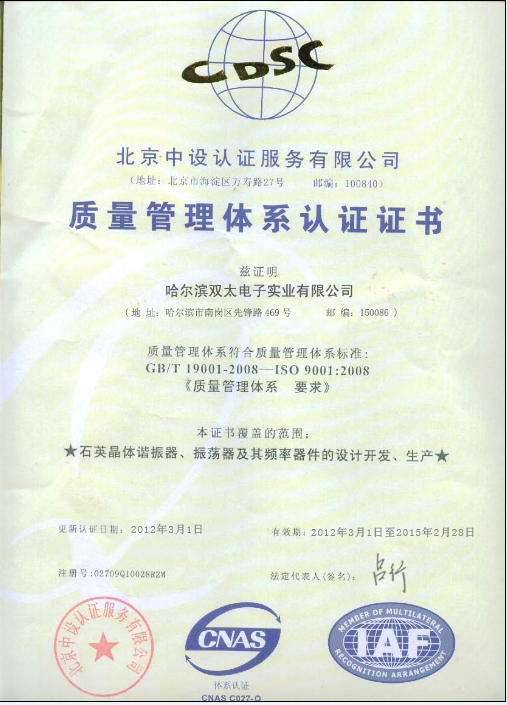 CDSC
北京中设认证服务有限公司
(地址：北京市海淀区万寿路27号 邮编：100840)
质量管理体系认证证书
兹证明
哈尔滨双太电子实业有限公司
(地 址：哈尔滨市南岗区先锋路469号 邮 编：150086)
质量管理体系符合质量管理体系标准：
GB/T 19001-2008—ISO 9001:2008
《质量管理体系 要求》
本证书覆盖的范围：
★石英晶体谐振器、振荡器及其频率器件的设计开发、生产★
更新认证日期：2012年3月1日
有效期：2012年3月1日至2015年2月28日
注册号:02709Q10028R2M
法定代表人(签名)：
北京中设认证服务有限公司
CNAS
体系认证
CNAS C027-Q
MEMBER OF MULTILATERAL
IAF
RECOGNITION ARRANGEMENT